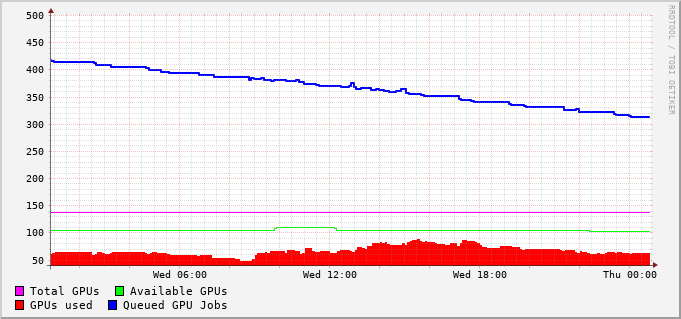 RRDTOOL / TOBI OETIKER
500
450
400
350
300
250
200
150
100
50
Wed 06:00 Wed 12:00 Wed 18:00 Thu 00:00
Total GPUs Available GPUs
GPUs used Queued GPU Jobs